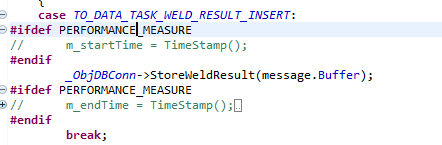 {
case TO_DATA_TASK_WELD_RESULT_INSERT:
#ifdef PERFORMANCE_MEASURE
// m_startTime = TimeStamp();
#endif
_ObjDBConn->StoreWeldResult(message.Buffer);
#ifdef PERFORMANCE_MEASURE
// m_endTime = TimeStamp();
#endif
break;